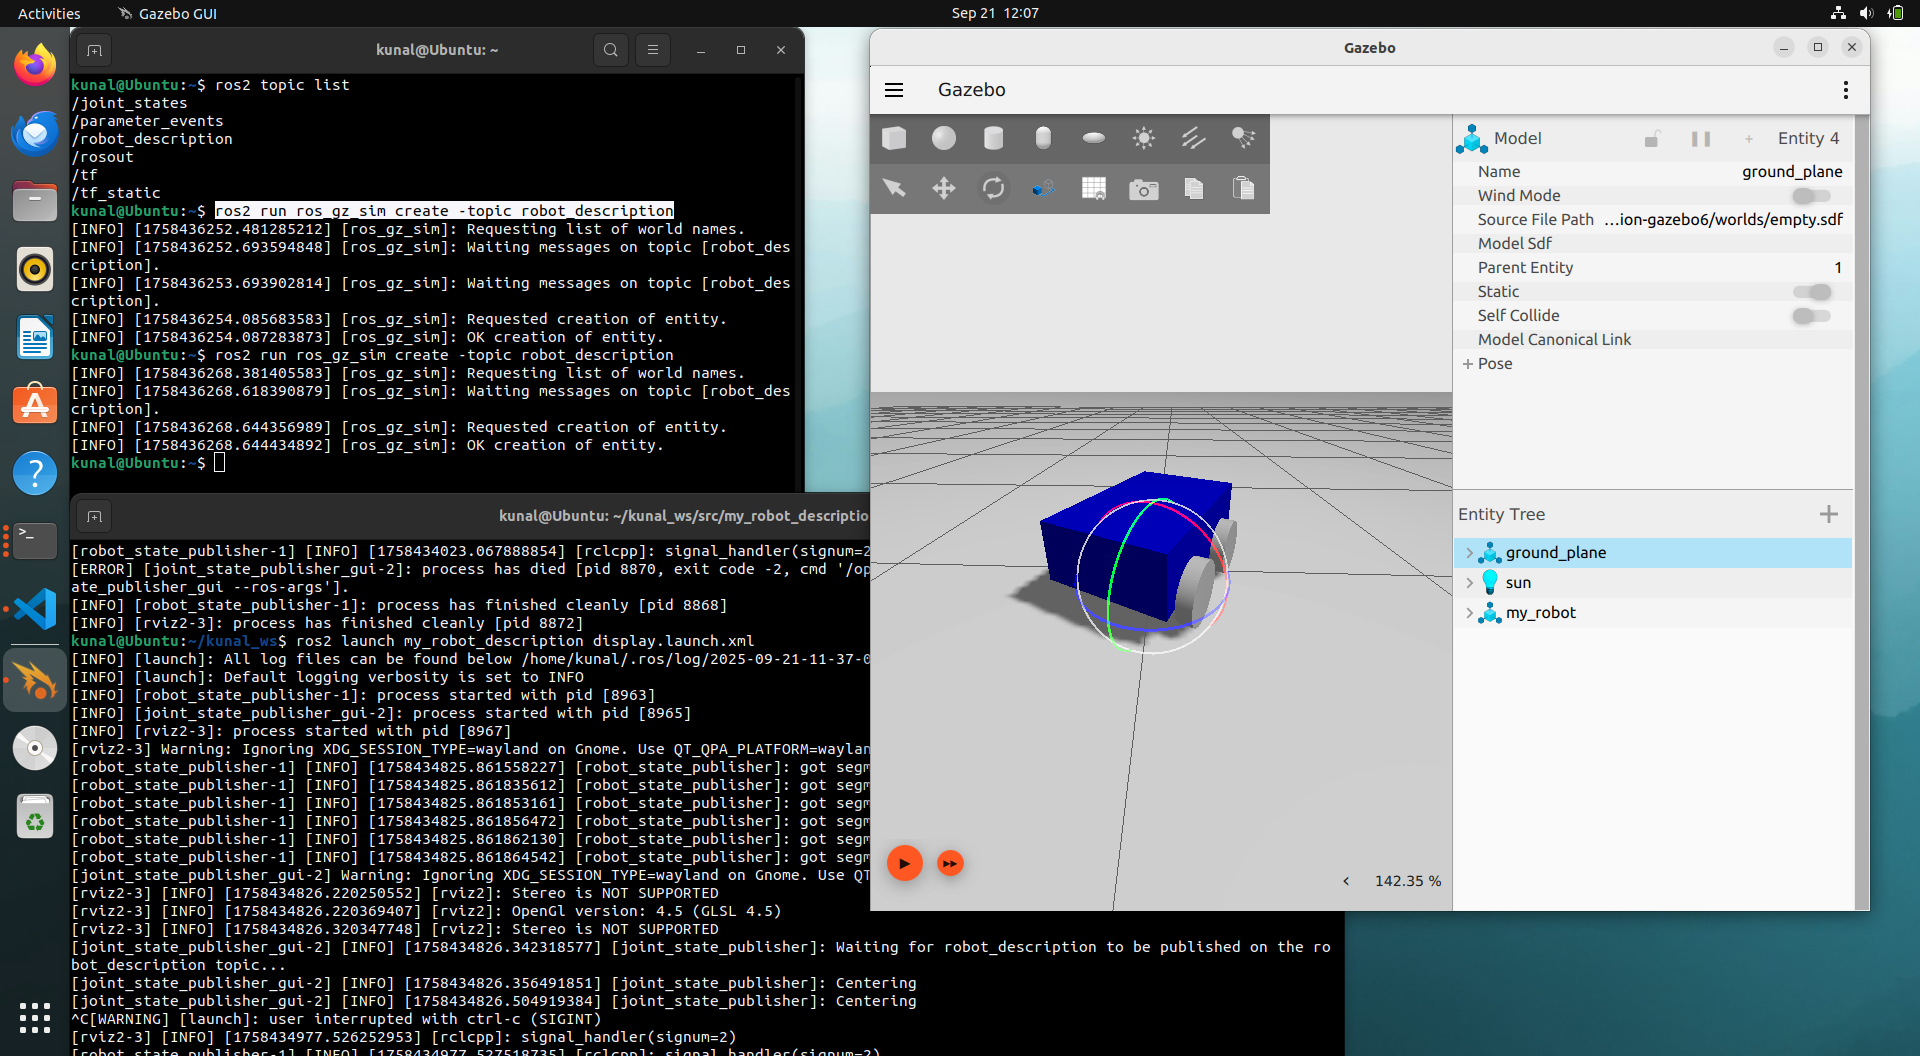 Activities
Gazebo GUI
Sep 21 12:07
kunal@Ubuntu: ~
kunal@Ubuntu:~$ ros2 topic list
/joint_states
/parameter_events
/robot_description
/rosout
/tf
/tf_static
kunal@Ubuntu:~$ ros2 run ros_gz_sim create -topic robot_description
[INFO] [1758436252.481285212] [ros_gz_sim]: Requesting list of world names.
[INFO] [1758436252.693594848] [ros_gz_sim]: Waiting messages on topic [robot_des
cription].
[INFO] [1758436253.693902814] [ros_gz_sim]: Waiting messages on topic [robot_des
cription].
[INFO] [1758436254.085683583] [ros_gz_sim]: Requested creation of entity.
[INFO] [1758436254.087283873] [ros_gz_sim]: OK creation of entity.
kunal@Ubuntu:~$ ros2 run ros_gz_sim create -topic robot_description
[INFO] [1758436268.381405583] [ros_gz_sim]: Requesting list of world names.
[INFO] [1758436268.618390879] [ros_gz_sim]: Waiting messages on topic [robot_des
cription].
[INFO] [1758436268.644356989] [ros_gz_sim]: Requested creation of entity.
[INFO] [1758436268.644434892] [ros_gz_sim]: OK creation of entity.
kunal@Ubuntu:~$
kunal@Ubuntu: ~/kunal_ws/src/my_robot_descriptio
[robot_state_publisher-1] [INFO] [1758434023.067888854] [rclcpp]: signal_handler(signum=2
[ERROR] [joint_state_publisher_gui-2]: process has died [pid 8870, exit code -2, cmd '/op
ate_publisher_gui --ros-args'].
[INFO] [robot_state_publisher-1]: process has finished cleanly [pid 8868]
[INFO] [rviz2-3]: process has finished cleanly [pid 8872]
kunal@Ubuntu:~/kunal_ws$ ros2 launch my_robot_description display.launch.xml
[INFO] [launch]: All log files can be found below /home/kunal/.ros/log/2025-09-21-11-37-0
[INFO] [launch]: Default logging verbosity is set to INFO
[INFO] [robot_state_publisher-1]: process started with pid [8963]
[INFO] [joint_state_publisher_gui-2]: process started with pid [8965]
[INFO] [rviz2-3]: process started with pid [8967]
[rviz2-3] Warning: Ignoring XDG_SESSION_TYPE=wayland on Gnome. Use QT_QPA_PLATFORM=waylan
[robot_state_publisher-1] [INFO] [1758434825.861558227] [robot_state_publisher]: got segm
[robot_state_publisher-1] [INFO] [1758434825.861835612] [robot_state_publisher]: got segm
[robot_state_publisher-1] [INFO] [1758434825.861853161] [robot_state_publisher]: got segm
[robot_state_publisher-1] [INFO] [1758434825.861856472] [robot_state_publisher]: got segm
[robot_state_publisher-1] [INFO] [1758434825.861862130] [robot_state_publisher]: got segm
[robot_state_publisher-1] [INFO] [1758434825.861864542] [robot_state_publisher]: got segm
[joint_state_publisher_gui-2] Warning: Ignoring XDG_SESSION_TYPE=wayland on Gnome. Use QT
[rviz2-3] [INFO] [1758434826.220250552] [rviz2]: Stereo is NOT SUPPORTED
[rviz2-3] [INFO] [1758434826.220369407] [rviz2]: OpenGl version: 4.5 (GLSL 4.5)
[rviz2-3] [INFO] [1758434826.320347748] [rviz2]: Stereo is NOT SUPPORTED
[joint_state_publisher_gui-2] [INFO] [1758434826.342318577] [joint_state_publisher]: Waiting for robot_description to be published on the ro
bot_description topic...
[joint_state_publisher_gui-2] [INFO] [1758434826.356491851] [joint_state_publisher]: Centering
[joint_state_publisher_gui-2] [INFO] [1758434826.504919384] [joint_state_publisher]: Centering
^C[WARNING] [launch]: user interrupted with ctrl-c (SIGINT)
[rviz2-3] [INFO] [1758434977.526252953] [rclcpp]: signal_handler(signum=2)
[robot_state_publisher-1] [INFO] [1758434977.527518735] [rclcpp]: signal_handler(signum=2)
Gazebo
Gazebo
Model
Entity 4
Name ground_plane
Wind Mode
Source File Path ...ion-gazebo6/worlds/empty.sdf
Model Sdf
Parent Entity 1
Static
Self Collide
Model Canonical Link
+ Pose
Entity Tree
ground_plane
sun
my_robot
142.35 %